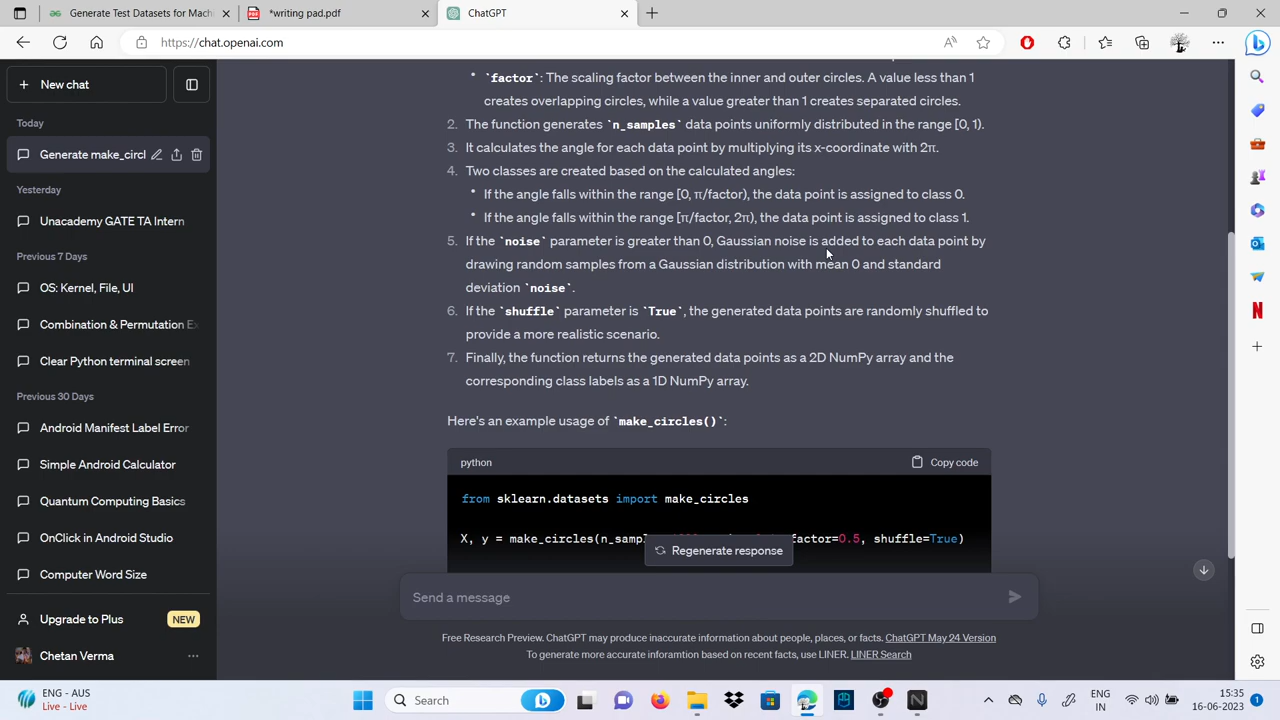 Generate Test Datasets for Mach
*writing pad.pdf
ChatGPT
https://chat.openai.com
New chat
Today
Generate make_circl
Yesterday
Unacademy GATE TA Intern
Previous 7 Days
OS: Kernel, File, UI
Combination & Permutation Ex
Clear Python terminal screen
Previous 30 Days
Android Manifest Label Error
Simple Android Calculator
Quantum Computing Basics
OnClick in Android Studio
Computer Word Size
Upgrade to Plus
NEW
Chetan Verma
`factor`: The scaling factor between the inner and outer circles. A value less than 1
creates overlapping circles, while a value greater than 1 creates separated circles.
2. The function generates `n_samples` data points uniformly distributed in the range [0, 1).
3. It calculates the angle for each data point by multiplying its x-coordinate with 2π.
4. Two classes are created based on the calculated angles:
• If the angle falls within the range [0, π/factor), the data point is assigned to class 0.
• If the angle falls within the range [π/factor, 2π), the data point is assigned to class 1.
5. If the `noise` parameter is greater than 0, Gaussian noise is added to each data point by
drawing random samples from a Gaussian distribution with mean 0 and standard
deviation `noise`.
6. If the `shuffle` parameter is `True`, the generated data points are randomly shuffled to
provide a more realistic scenario.
7. Finally, the function returns the generated data points as a 2D NumPy array and the
corresponding class labels as a 1D NumPy array.
Here's an example usage of `make_circles()`:
python
Copy code
from sklearn.datasets import make_circles
X, y = make_circles(n_sampl factor=0.5, shuffle=True)
Regenerate response
Send a message
Free Research Preview. ChatGPT may produce inaccurate information about people, places, or facts. ChatGPT May 24 Version
To generate more accurate inforamtion based on recent facts, use LINER. LINER Search
ENG - AUS
Live - Live
Search
ENG
IN
15:35
16-06-2023